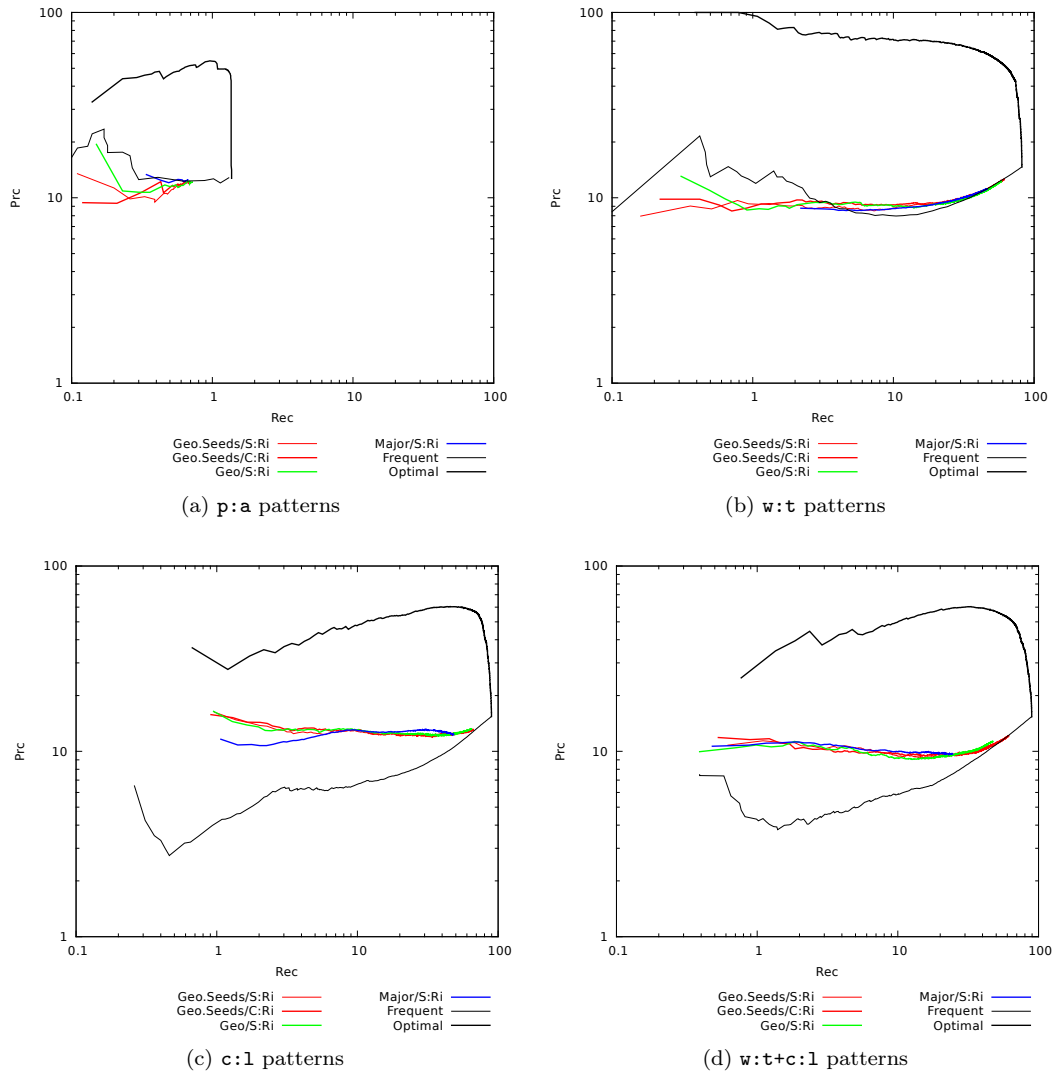 100
10
1
Prc
0.1 1 10 100
Rec
Geo.Seeds/S:Ri Major/S:Ri
Geo.Seeds/C:Ri Frequent
Geo/S:Ri Optimal
(a) p:a patterns
100
10
1
Prc
0.1 1 10 100
Rec
Geo.Seeds/S:Ri Major/S:Ri
Geo.Seeds/C:Ri Frequent
Geo/S:Ri Optimal
(b) w:t patterns
100
10
1
Prc
0.1 1 10 100
Rec
Geo.Seeds/S:Ri Major/S:Ri
Geo.Seeds/C:Ri Frequent
Geo/S:Ri Optimal
(c) c:l patterns
100
10
1
Prc
0.1 1 10 100
Rec
Geo.Seeds/S:Ri Major/S:Ri
Geo.Seeds/C:Ri Frequent
Geo/S:Ri Optimal
(d) w:t+c:l patterns